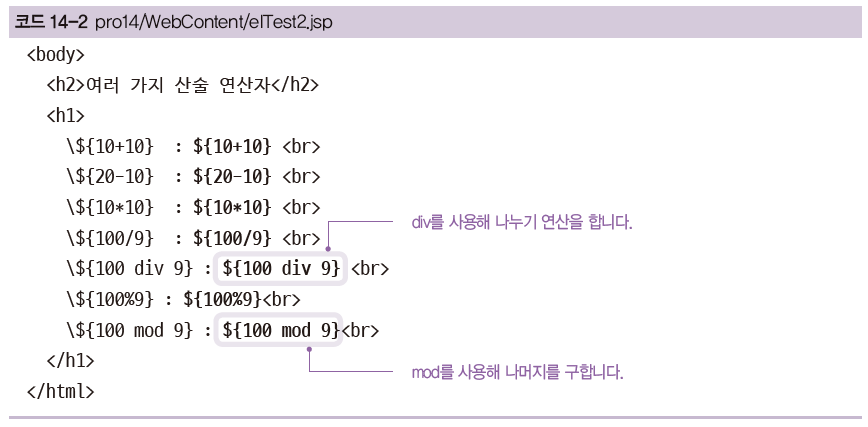 코드 14-2 pro14/WebContent/elTest2.jsp
<body>
<h2>여러 가지 산술 연산자</h2>
<h1>
\${10+10} : ${10+10} <br>
\${20-10} : ${20-10} <br>
\${10*10} : ${10*10} <br>
div를 사용해 나누기 연산을 합니다.
\${100/9} : ${100/9} <br>
\${100 div 9} : ${100 div 9} <br>
\${100%9} : ${100%9}<br>
\${100 mod 9} : ${100 mod 9}<br>
</h1>
mod를 사용해 나머지를 구합니다.
</html>